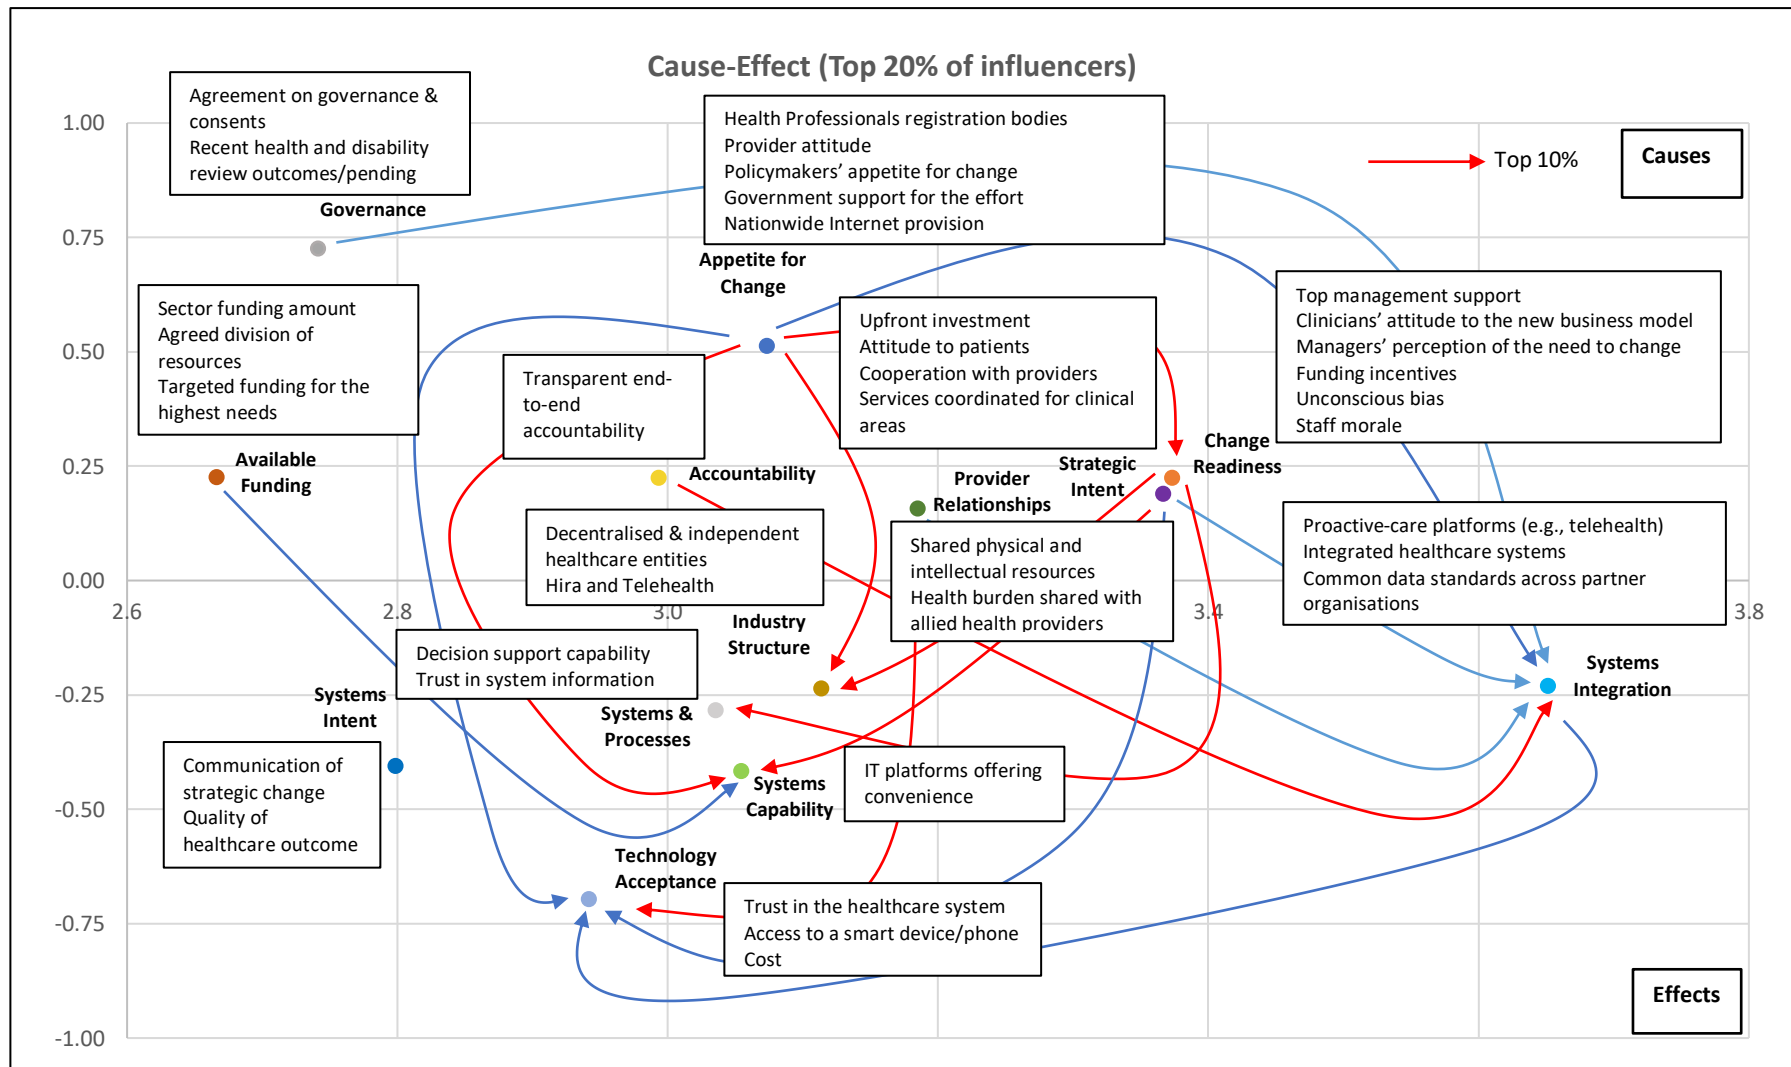 Cause-Effect (Top 20% of influencers)
Agreement on governance &
consents
Recent health and disability
review outcomes/pending
Governance
Health Professionals registration bodies
Provider attitude
Policymakers' appetite for change
Government support for the effort
Nationwide Internet provision
Appetite for
Change
Top 10%
Causes
1.00
0.75
0.50
0.25
0.00
-0.25
-0.50
-0.75
-1.00
2.6
2.8
3.0
3.4
3.8
Sector funding amount
Agreed division of
resources
Targeted funding for the
highest needs
Available
Funding
Transparent end-
to-end
accountability
Accountability
Upfront investment
Attitude to patients
Cooperation with providers
Services coordinated for clinical
areas
Provider
Relationships
Strategic
Intent
Change
Readiness
Top management support
Clinicians' attitude to the new business model
Managers' perception of the need to change
Funding incentives
Unconscious bias
Staff morale
Decentralised & independent
healthcare entities
Hira and Telehealth
Industry
Structure
Shared physical and
intellectual resources
Health burden shared with
allied health providers
Proactive-care platforms (e.g., telehealth)
Integrated healthcare systems
Common data standards across partner
organisations
Systems
Integration
Decision support capability
Trust in system information
Systems &
Processes
Systems
Intent
Communication of
strategic change
Quality of
healthcare outcome
Systems
Capability
IT platforms offering
convenience
Technology
Acceptance
Trust in the healthcare system
Access to a smart device/phone
Cost
Effects